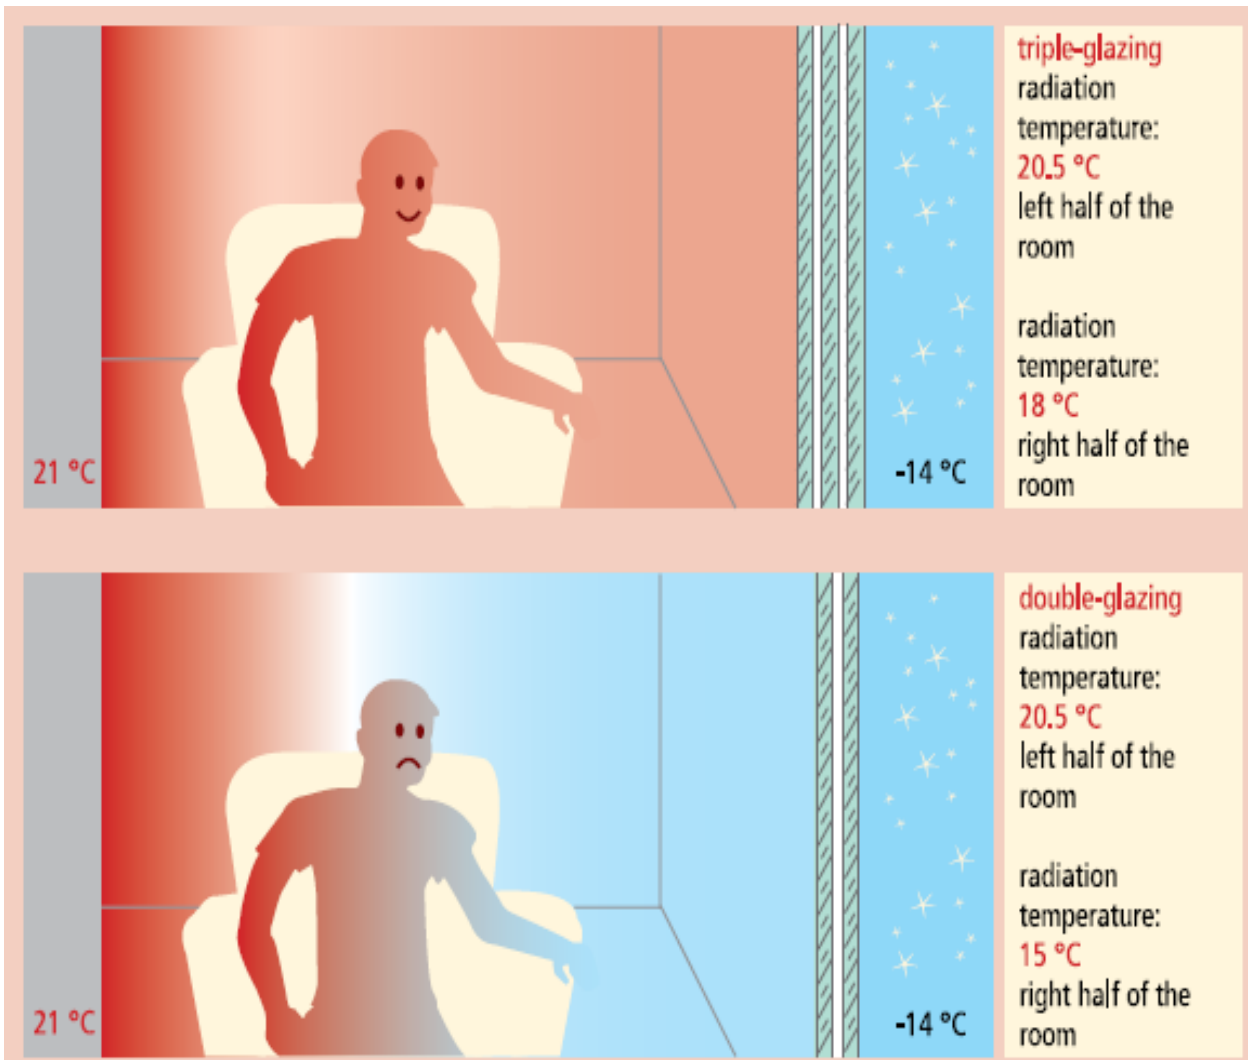 triple-glazing
radiation
temperature:
20.5 °C
left half of the
room
radiation
temperature:
18 °C
right half of the
room
21 °C
-14 °C
double-glazing
radiation
temperature:
20.5 °C
left half of the
room
radiation
temperature:
15 °C
right half of the
room
21 °C
-14 °C